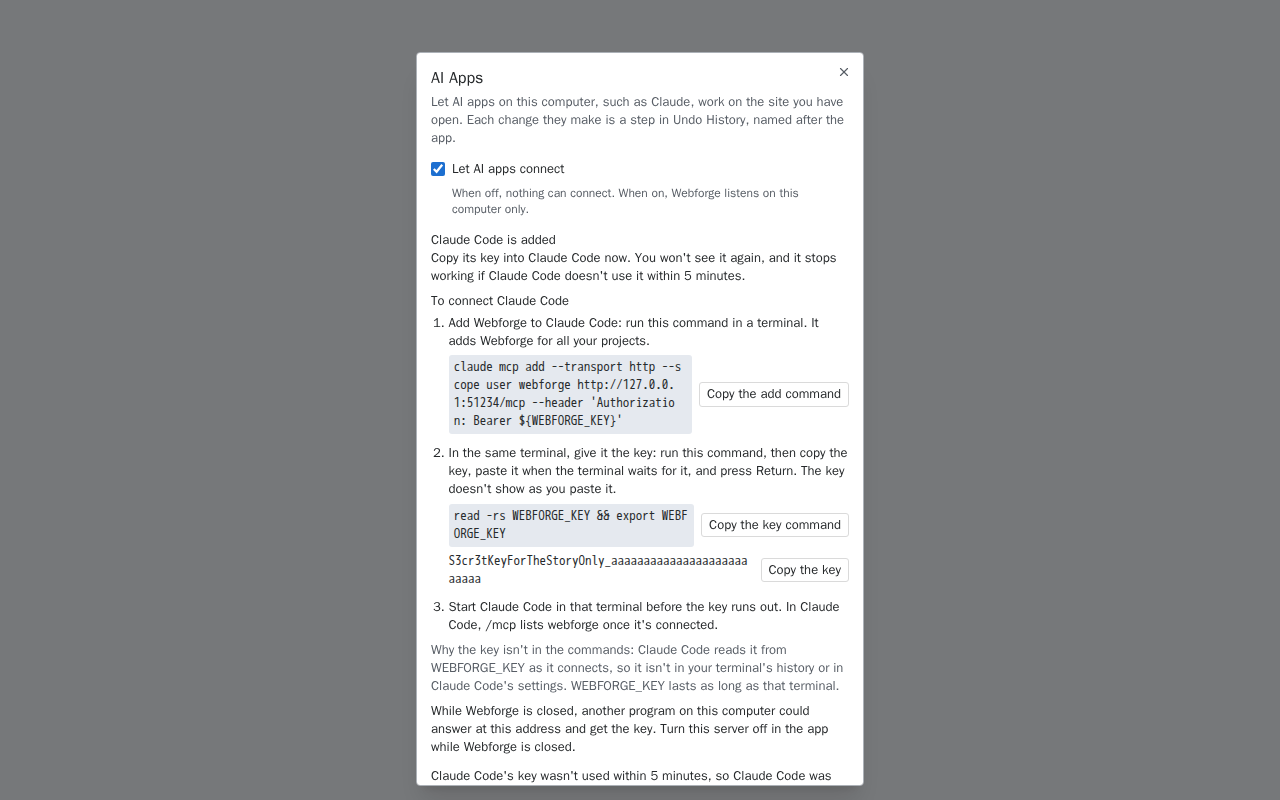 AI Apps
Let AI apps on this computer, such as Claude, work on the site you have
open. Each change they make is a step in Undo History, named after the
app.
Let AI apps connect
When off, nothing can connect. When on, Webforge listens on this
computer only.
Claude Code is added
Copy its key into Claude Code now. You won't see it again, and it stops
working if Claude Code doesn't use it within 5 minutes.
To connect Claude Code
1. Add Webforge to Claude Code: run this command in a terminal. It
adds Webforge for all your projects.
claude mcp add --transport http --s
cope user webforge http://127.0.0.
1:51234/mcp --header 'Authorizatio
n: Bearer ${WEBFORGE_KEY}'
Copy the add command
2. In the same terminal, give it the key: run this command, then copy the
key, paste it when the terminal waits for it, and press Return. The key
doesn't show as you paste it.
read -rs WEBFORGE_KEY && export WEBF
ORGE_KEY
Copy the key command
S3cr3tKeyForTheStoryOnly_aaaaaaaaaaaaaaaaaaaaa
aaaaa
Copy the key
3. Start Claude Code in that terminal before the key runs out. In Claude
Code, /mcp lists webforge once it's connected.
Why the key isn't in the commands: Claude Code reads it from
WEBFORGE_KEY as it connects, so it isn't in your terminal's history or in
Claude Code's settings. WEBFORGE_KEY lasts as long as that terminal.
While Webforge is closed, another program on this computer could
answer at this address and get the key. Turn this server off in the app
while Webforge is closed.
Claude Code's key wasn't used within 5 minutes, so Claude Code was